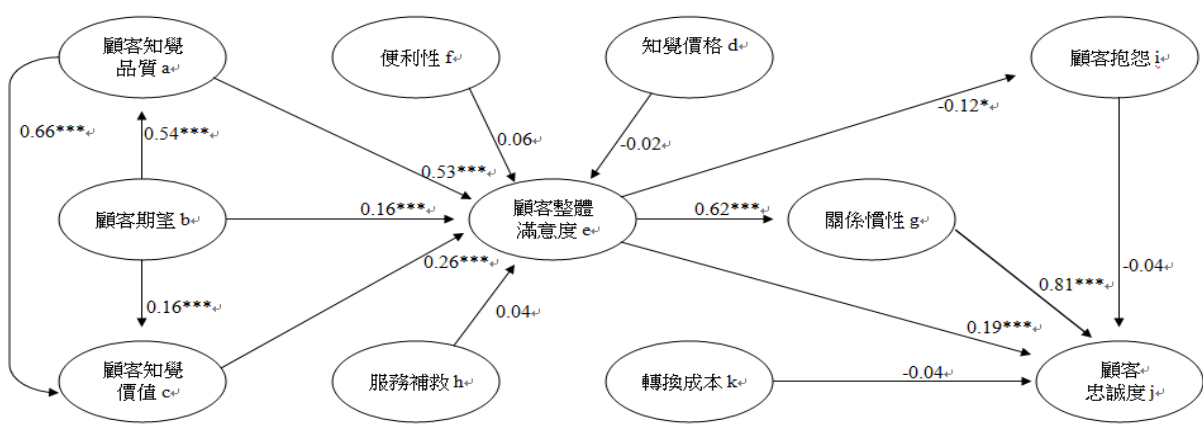 顧客知覺
品質 a↵
便利性 f↵
知覺價格 d↵
顧客抱怨 i↵
0.66***↵
0.54***↵
0.53***↵
0.06↵
-0.02↵
-0.12*↵
顧客期望 b↵
0.16***↵
顧客整體
滿意度 e↵
0.62***↵
關係慣性 g↵
0.16***↵
0.26***↵
0.04↵
0.81***↵
-0.04↵
0.19***↵
顧客知覺
價值 c↵
服務補救 h↵
轉換成本 k↵
-0.04↵
顧客
忠誠度 j↵